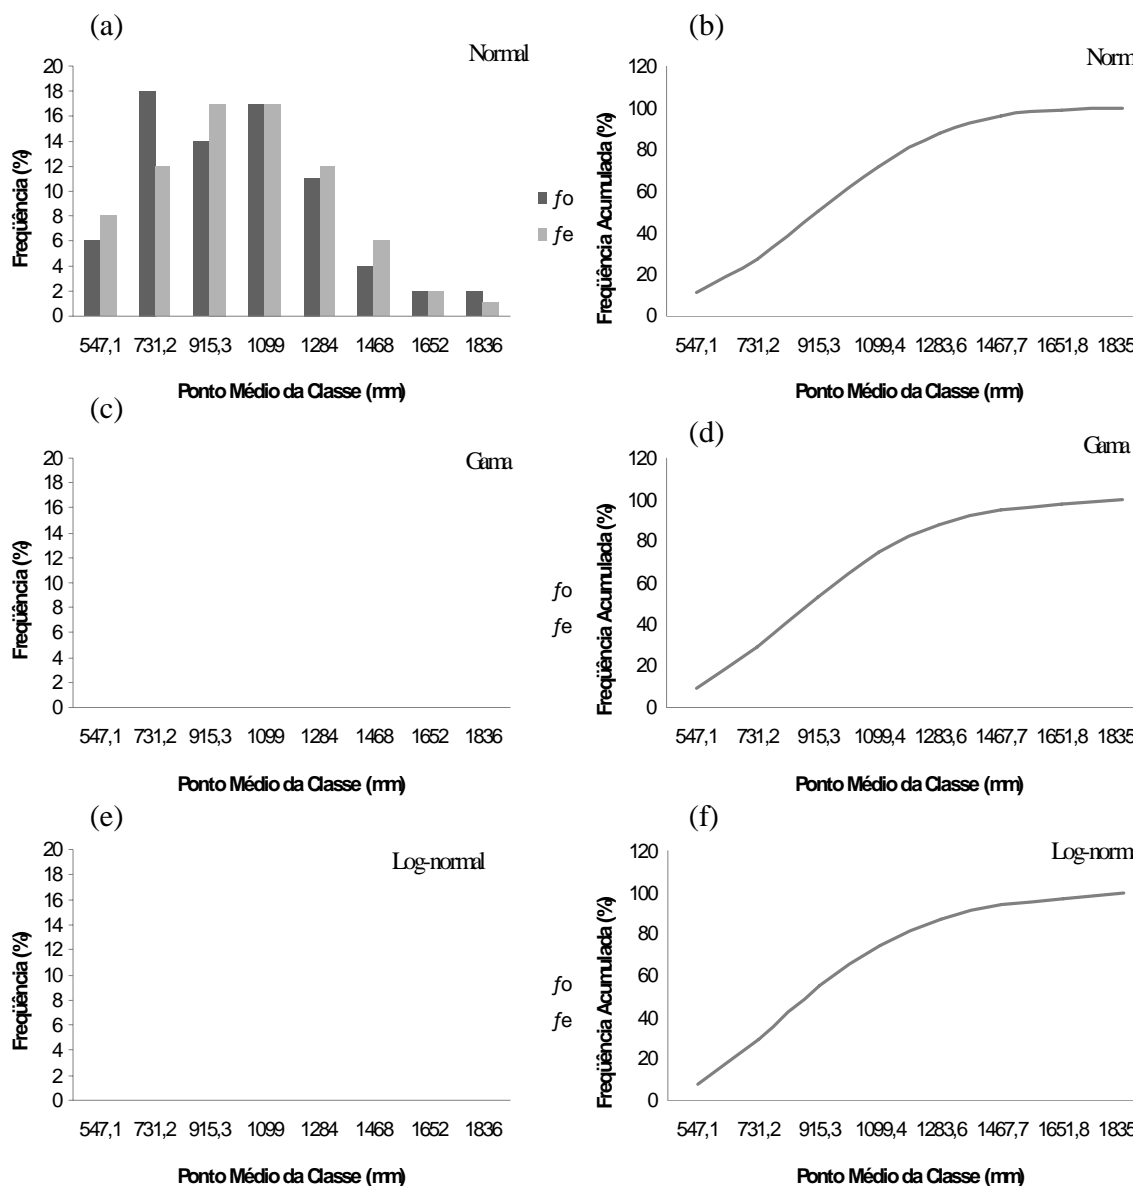 (a)
Normal
20
18
16
14
12
10
8
6
4
2
0
Freqüência (%)
547,1 731,2 915,3 1099 1284 1468 1652 1836
Ponto Médio da Classe (mm)
ƒo
ƒe
(b)
Norm
120
100
80
60
40
20
0
Freqüência Acumulada (%)
547,1 731,2 915,3 1099,4 1283,6 1467,7 1651,8 1835
Ponto Médio da Classe (mm)
(c)
Gama
20
18
16
14
12
10
8
6
4
2
0
Freqüência (%)
547,1 731,2 915,3 1099 1284 1468 1652 1836
Ponto Médio da Classe (mm)
ƒo
ƒe
(d)
Gama
120
100
80
60
40
20
0
Freqüência Acumulada (%)
547,1 731,2 915,3 1099,4 1283,6 1467,7 1651,8 1835
Ponto Médio da Classe (mm)
(e)
Log-normal
20
18
16
14
12
10
8
6
4
2
0
Freqüência (%)
547,1 731,2 915,3 1099 1284 1468 1652 1836
Ponto Médio da Classe (mm)
ƒo
ƒe
(f)
Log-norm
120
100
80
60
40
20
0
Freqüência Acumulada (%)
547,1 731,2 915,3 1099,4 1283,6 1467,7 1651,8 1835
Ponto Médio da Classe (mm)